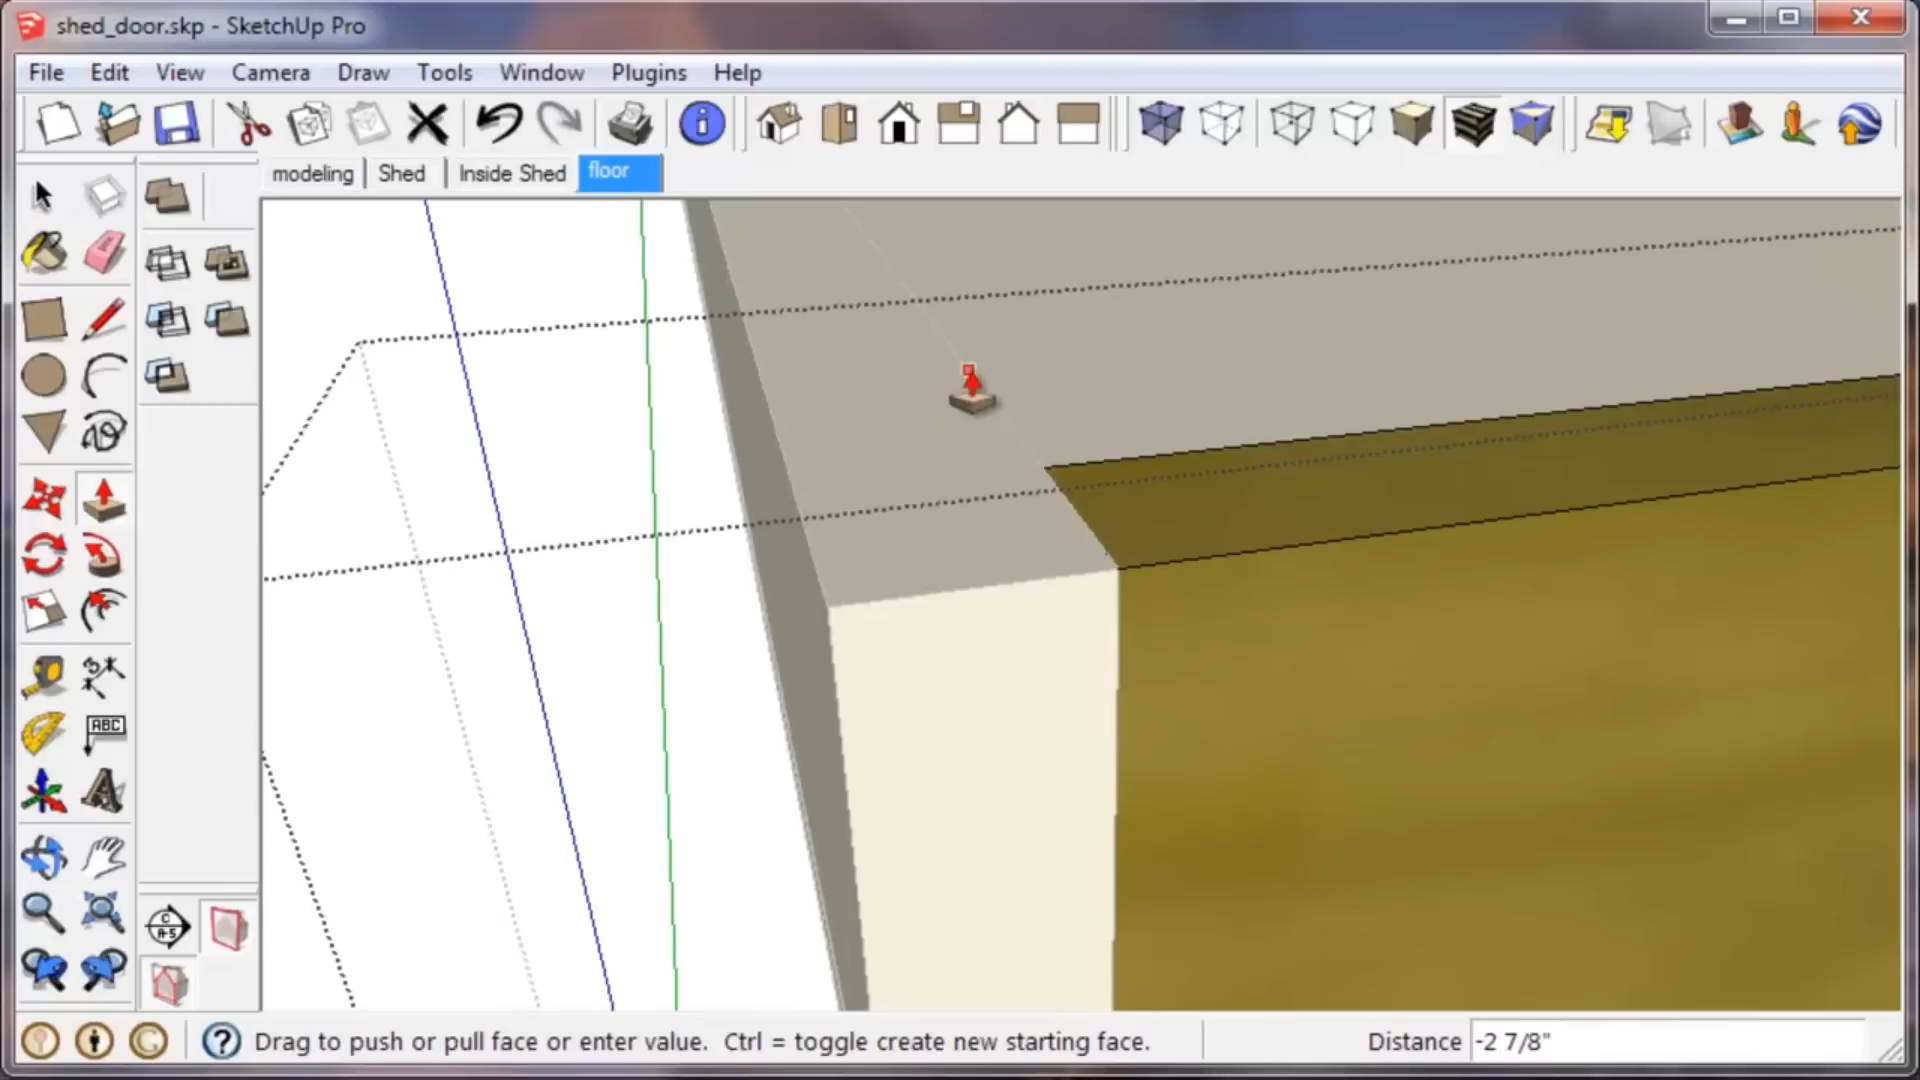 shed_door.skp - SketchUp Pro
File Edit View Camera Draw Tools Window Plugins Help
modeling Shed Inside Shed floor
ABC
C
A-5
Drag to push or pull face or enter value. Ctrl = toggle create new starting face. Distance -2 7/8"